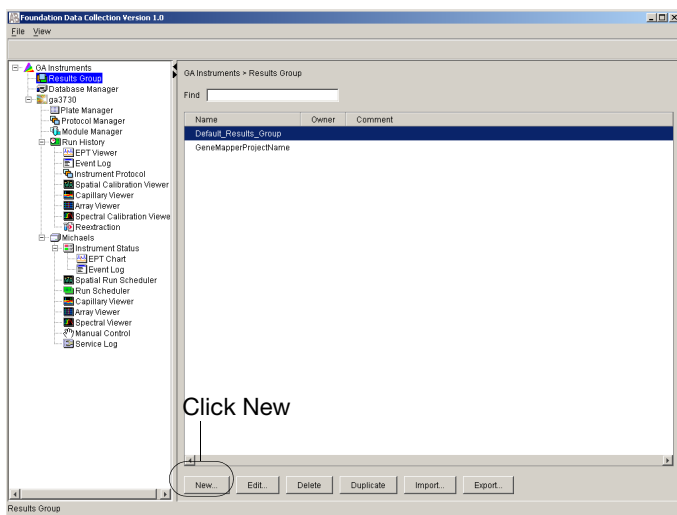 Foundation Data Collection Version 1.0
File View
GA Instruments
Results Group
Database Manager
ga3730
Plate Manager
Protocol Manager
Module Manager
Run History
EPT Viewer
Event Log
Instrument Protocol
Spatial Calibration Viewer
Capillary Viewer
Array Viewer
Spectral Calibration Viewe
Reextraction
Michaels
Instrument Status
EPT Chart
Event Log
Spatial Run Scheduler
Run Scheduler
Capillary Viewer
Array Viewer
Spectral Viewer
Manual Control
Service Log
GA Instruments > Results Group
Find
Name Owner Comment
Default_Results_Group
GeneMapperProjectName
Click New
New... Edit... Delete Duplicate Import... Export...
Results Group